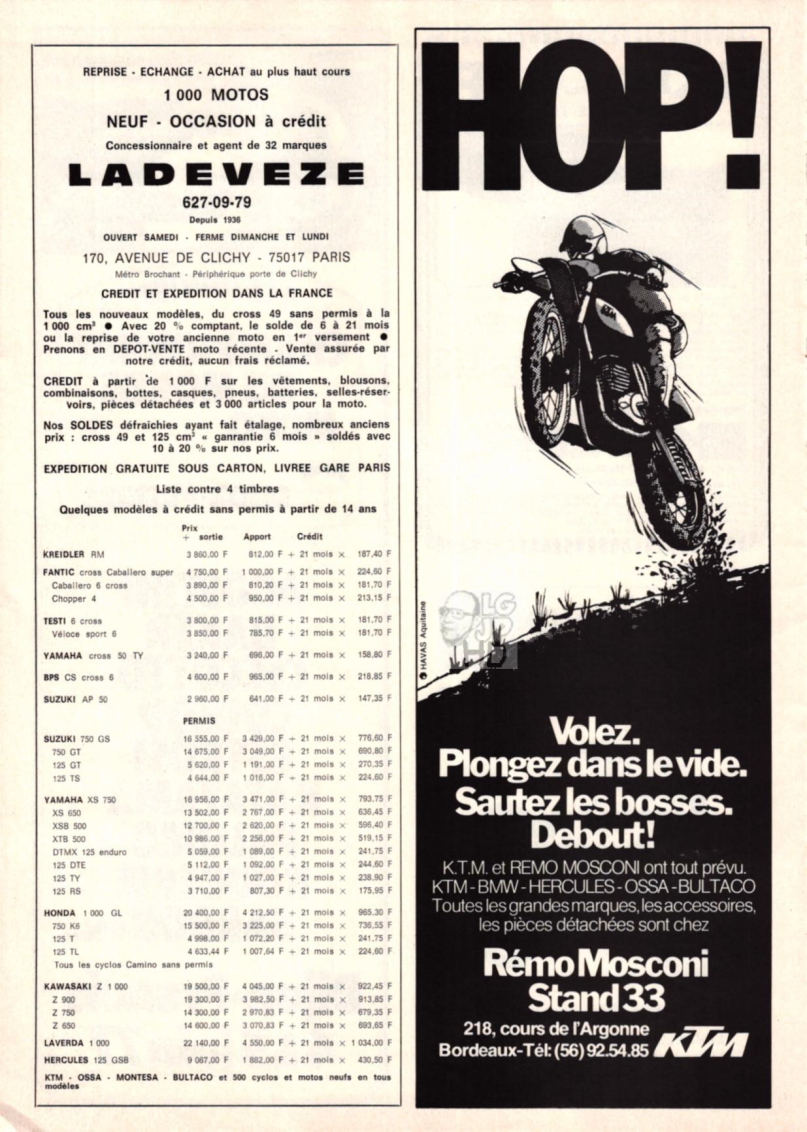 REPRISE - ECHANGE - ACHAT au plus haut cours
1 000 MOTOS
NEUF - OCCASION à crédit
Concessionnaire et agent de 32 marques
LADEVEZE
627-09-79
Depuis 1936
OUVERT SAMEDI - FERME DIMANCHE ET LUNDI
170, AVENUE DE CLICHY - 75017 PARIS
Métro Brochant - Périphérique porte de Clichy
CREDIT ET EXPEDITION DANS LA FRANCE
Tous les nouveaux modèles, du cross 49 sans permis à la
1 000 cm³ ● Avec 20 % comptant, le solde de 6 à 21 mois
ou la reprise de votre ancienne moto en 1er versement ●
Prenons en DEPOT-VENTE moto récente - Vente assurée par
notre crédit, aucun frais réclamé.
CREDIT à partir de 1 000 F sur les vêtements, blousons,
combinaisons, bottes, casques, pneus, batteries, selles-réser-
voirs, pièces détachées et 3 000 articles pour la moto.
Nos SOLDES défraichies ayant fait étalage, nombreux anciens
prix : cross 49 et 125 cm³ « ganrantie 6 mois » soldés avec
10 à 20 % sur nos prix.
EXPEDITION GRATUITE SOUS CARTON, LIVREE GARE PARIS
Liste contre 4 timbres
Quelques modèles à crédit sans permis à partir de 14 ans
Prix
+ sortie Apport Crédit
KREIDLER RM 3 860,00 F 812,00 F + 21 mois × 187,40 F
FANTIC cross Caballero super 4 750,00 F 1 000,00 F + 21 mois × 224,60 F
Caballero 6 cross 3 890,00 F 810,20 F + 21 mois × 181,70 F
Chopper 4 4 500,00 F 950,00 F + 21 mois × 213,15 F
TESTI 6 cross 3 800,00 F 815,00 F + 21 mois × 181,70 F
Véloce sport 6 3 850,00 F 785,70 F + 21 mois × 181,70 F
YAMAHA cross 50 TY 3 240,00 F 696,00 F + 21 mois × 158,80 F
BPS CS cross 6 4 600,00 F 965,00 F + 21 mois × 218,85 F
SUZUKI AP 50 2 960,00 F 641,00 F + 21 mois × 147,35 F
PERMIS
SUZUKI 750 GS 16 555,00 F 3 429,00 F + 21 mois × 776,60 F
750 GT 14 675,00 F 3 049,00 F + 21 mois × 690,80 F
125 GT 5 620,00 F 1 191,00 F + 21 mois × 270,35 F
125 TS 4 644,00 F 1 016,00 F + 21 mois × 224,60 F
YAMAHA XS 750 16 956,00 F 3 471,00 F + 21 mois × 793,75 F
XS 650 13 502,00 F 2 767,00 F + 21 mois × 636,45 F
XSB 500 12 700,00 F 2 620,00 F + 21 mois × 596,40 F
XTB 500 10 986,00 F 2 256,00 F + 21 mois × 519,15 F
DTMX 125 enduro 5 059,00 F 1 089,00 F + 21 mois × 241,75 F
125 DTE 5 112,00 F 1 092,00 F + 21 mois × 244,60 F
125 TY 4 947,00 F 1 027,00 F + 21 mois × 238,90 F
125 RS 3 710,00 F 807,30 F + 21 mois × 175,95 F
HONDA 1 000 GL 20 400,00 F 4 212,50 F + 21 mois × 965,30 F
750 K6 15 500,00 F 3 225,00 F + 21 mois × 736,55 F
125 T 4 998,00 F 1 072,20 F + 21 mois × 241,75 F
125 TL 4 633,44 F 1 007,64 F + 21 mois × 224,60 F
Tous les cyclos Camino sans permis
KAWASAKI Z 1 000 19 500,00 F 4 045,00 F + 21 mois × 922,45 F
Z 900 19 300,00 F 3 982,50 F + 21 mois × 913,85 F
Z 750 14 300,00 F 2 970,83 F + 21 mois × 679,35 F
Z 650 14 600,00 F 3 070,83 F + 21 mois × 693,65 F
LAVERDA 1 000 22 140,00 F 4 550,00 F + 21 mois × 1 034,00 F
HERCULES 125 GSB 9 067,00 F 1 882,00 F + 21 mois × 430,50 F
KTM - OSSA - MONTESA - BULTACO et 500 cyclos et motos neufs en tous
modèles
HOP!
KTM
HAVAS Aquitaine
LG
JP
HD
Volez.
Plongez dans le vide.
Sautez les bosses.
Debout!
K.T.M. et REMO MOSCONI ont tout prévu.
KTM - BMW - HERCULES - OSSA - BULTACO
Toutes les grandes marques, les accessoires,
les pièces détachées sont chez
Rémo Mosconi
Stand 33
218, cours de l'Argonne
Bordeaux-Tél: (56) 92.54.85 KTM